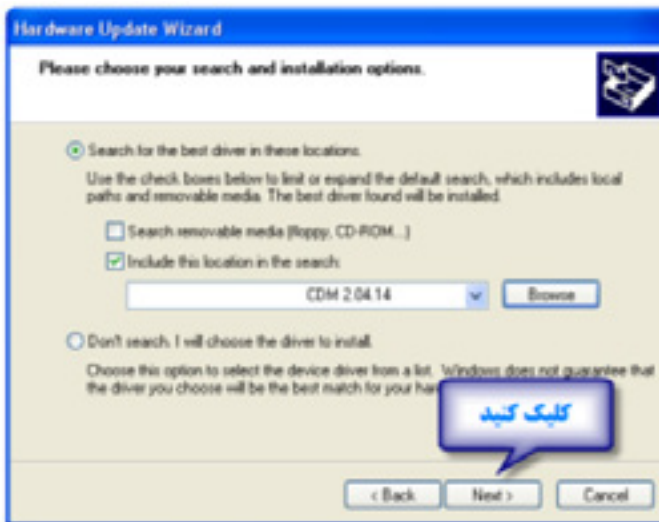 Hardware Update Wizard
Please choose your search and installation options.
Search for the best driver in these locations.
Use the check boxes below to limit or expand the default search, which includes local
paths and removable media. The best driver found will be installed.
Search removable media (floppy, CD-ROM...)
Include this location in the search:
CDM 2.04.14
Browse
Don't search. I will choose the driver to install.
Choose this option to select the device driver from a list. Windows does not guarantee that
the driver you choose will be the best match for your
کلیک کنید
< Back
Next >
Cancel